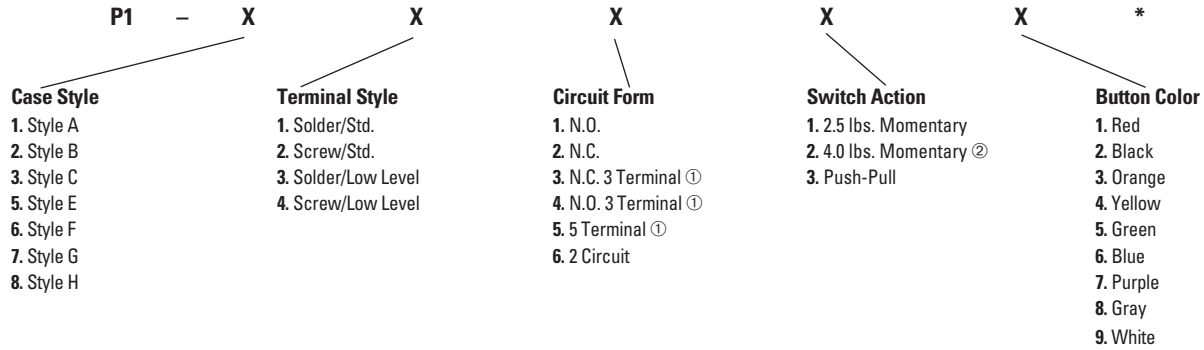 P1 – X X X X X *
Case Style Terminal Style Circuit Form Switch Action Button Color
1. Style A 1. Solder/Std. 1. N.O. 1. 2.5 lbs. Momentary 1. Red
2. Style B 2. Screw/Std. 2. N.C. 2. 4.0 lbs. Momentary ② 2. Black
3. Style C 3. Solder/Low Level 3. N.C. 3 Terminal ① 3. Push-Pull 3. Orange
5. Style E 4. Screw/Low Level 4. N.O. 3 Terminal ① 4. Yellow
6. Style F 5. 5 Terminal ① 5. Green
7. Style G 6. 2 Circuit 6. Blue
8. Style H 7. Purple
8. Gray
9. White